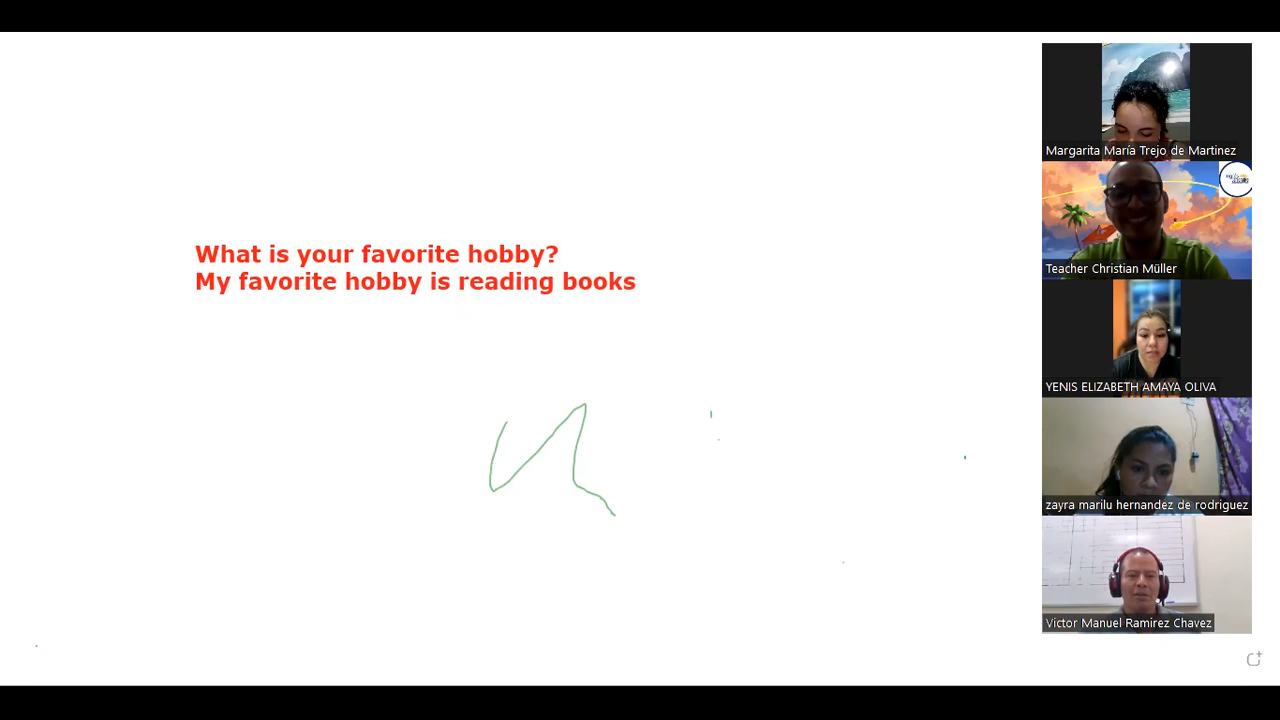 What is your favorite hobby?
My favorite hobby is reading books
Margarita María Trejo de Martinez
Teacher Christian Müller
YENIS ELIZABETH AMAYA OLIVA
zayra marilu hernandez de rodriguez
Victor Manuel Ramirez Chavez